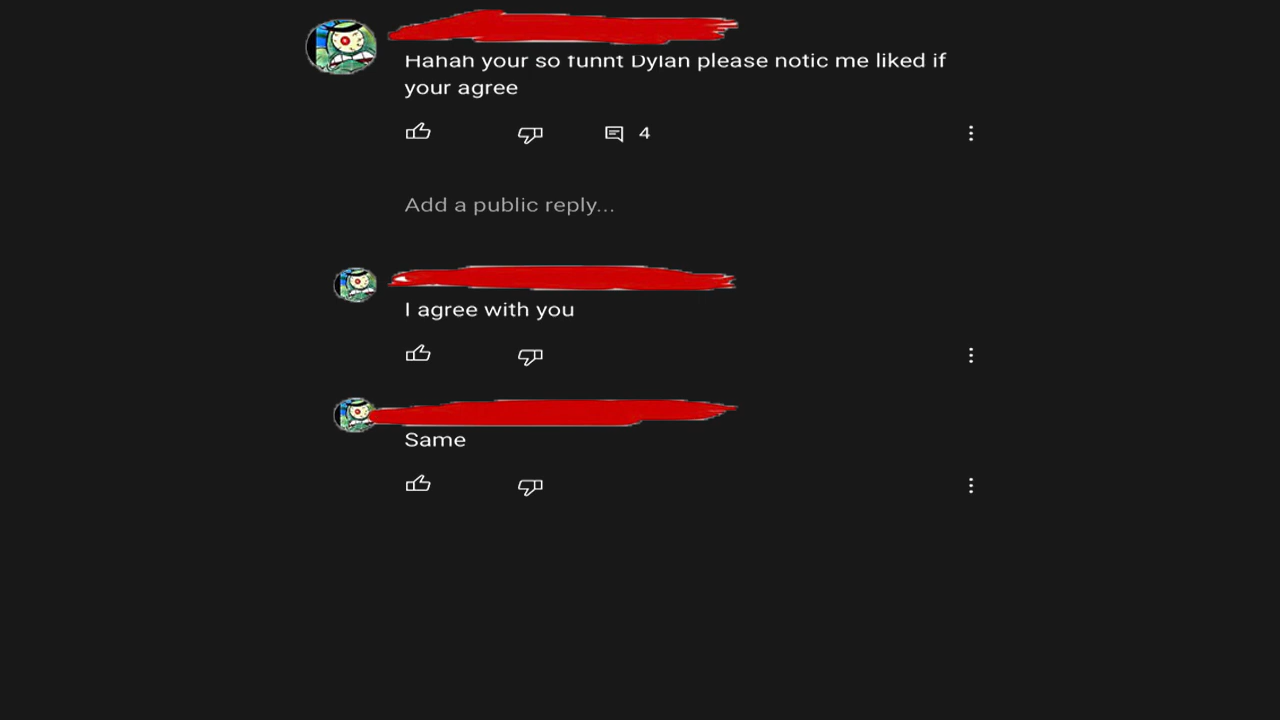 Hahah your so funnt Dylan please notic me liked if
your agree
4
Add a public reply...
I agree with you
Same